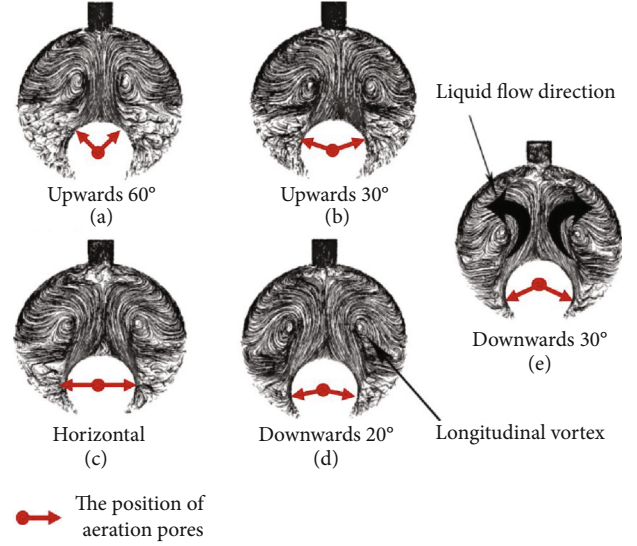 Upwards 60°
(a)
Upwards 30°
(b)
Liquid flow direction
Downwards 30°
(e)
Horizontal
(c)
Downwards 20°
(d)
Longitudinal vortex
The position of
aeration pores